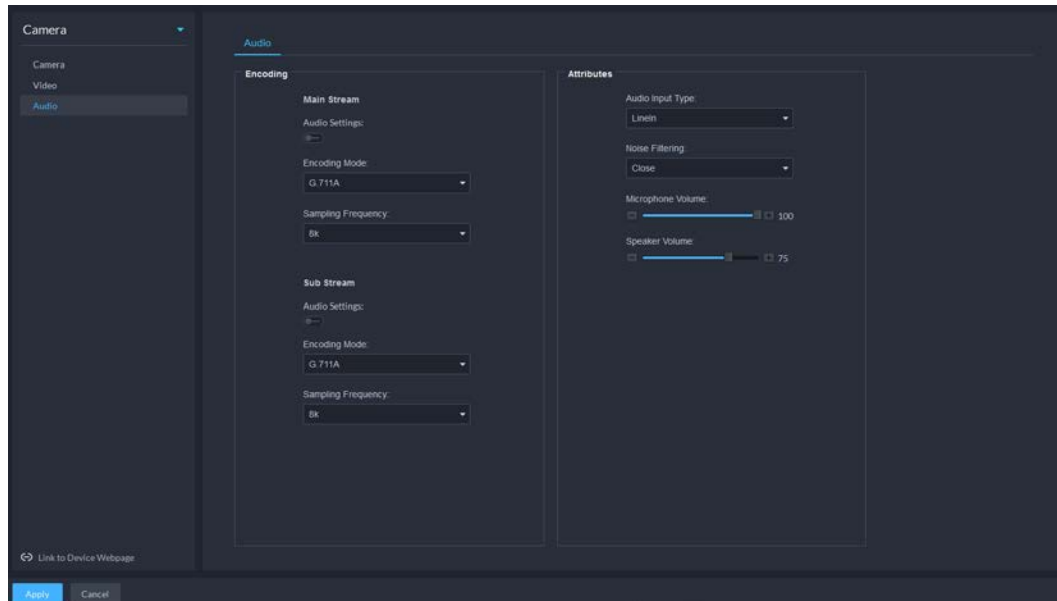 Camera
Camera
Video
Audio
Link to Device Webpage
Audio
Encoding
Main Stream
Audio Settings:
Encoding Mode:
G.711A
Sampling Frequency:
8k
Sub Stream
Audio Settings:
Encoding Mode:
G.711A
Sampling Frequency:
8k
Attributes
Audio Input Type:
LineIn
Noise Filtering:
Close
Microphone Volume:
100
Speaker Volume:
75
Apply Cancel